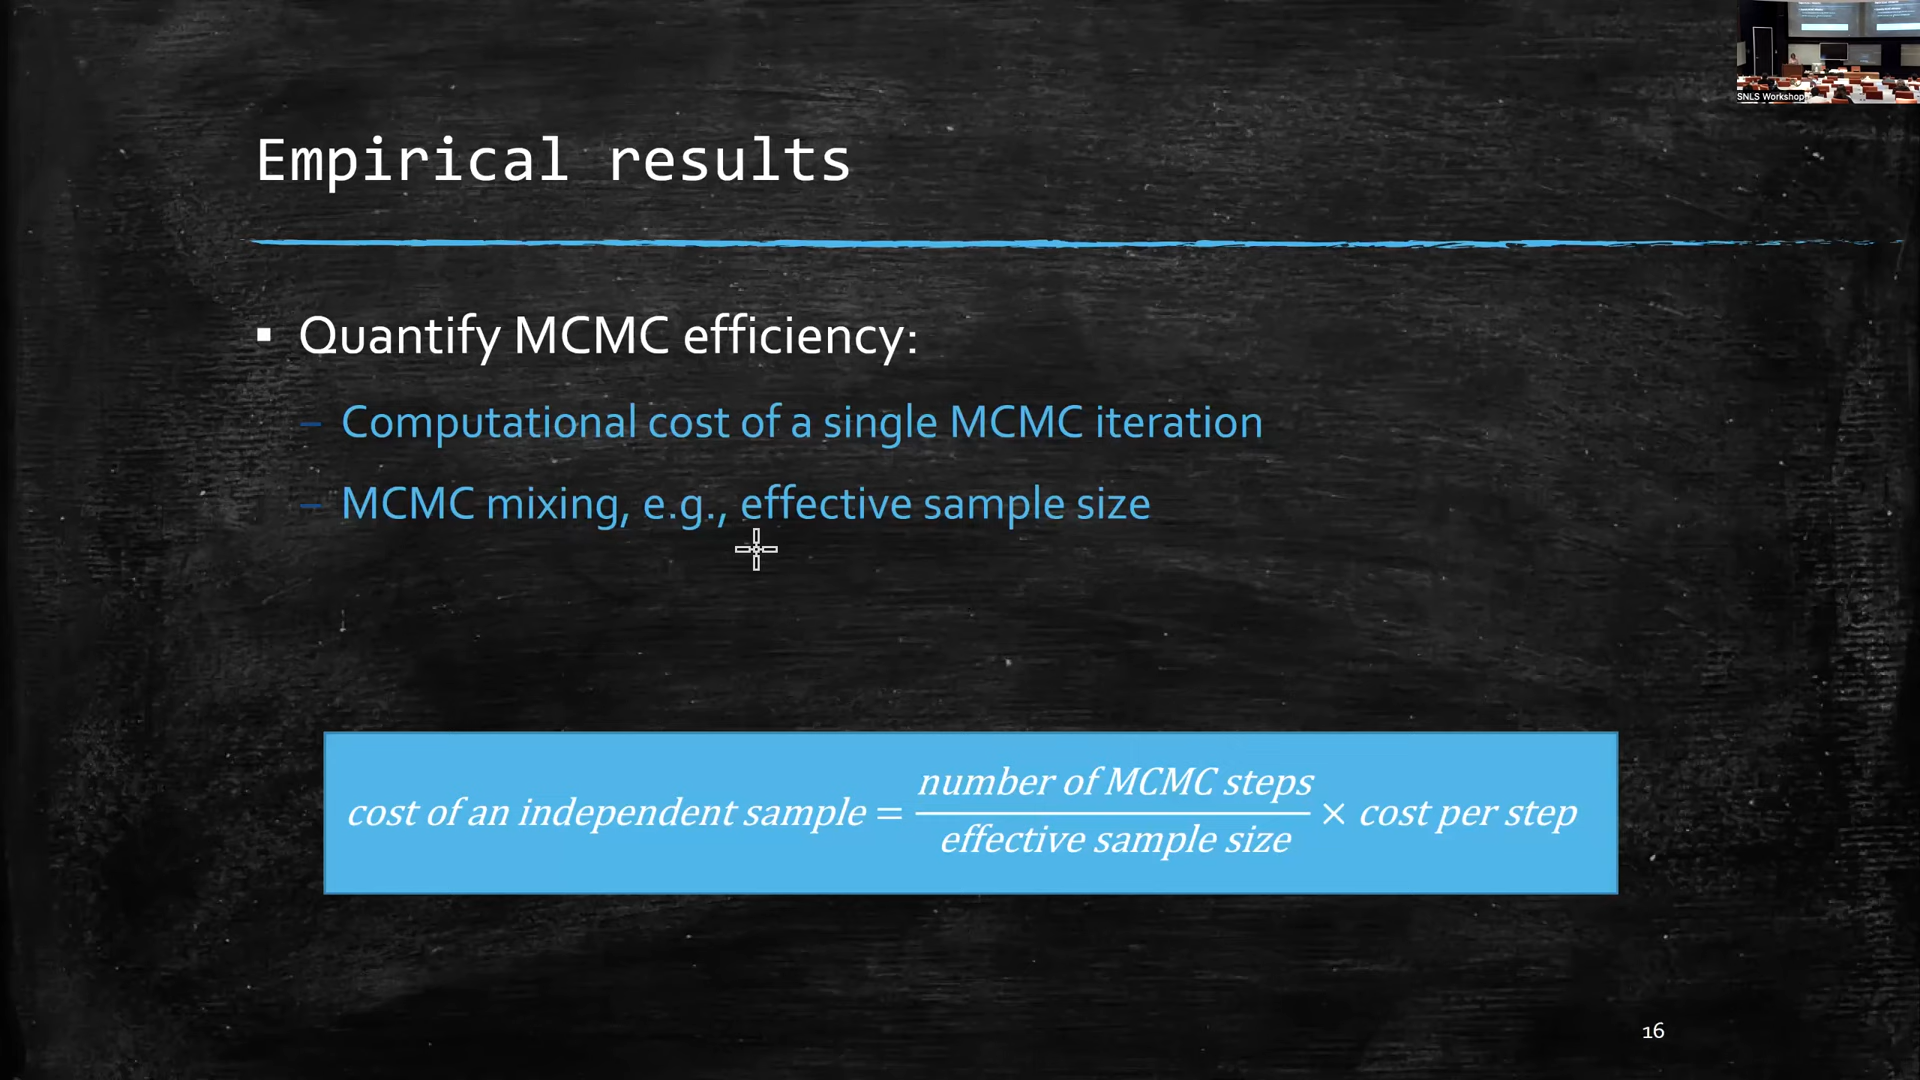 SNLS Workshop
Empirical results
▪ Quantify MCMC efficiency:
– Computational cost of a single MCMC iteration
– MCMC mixing, e.g., effective sample size
cost of an independent sample = number of MCMC steps / effective sample size × cost per step
16